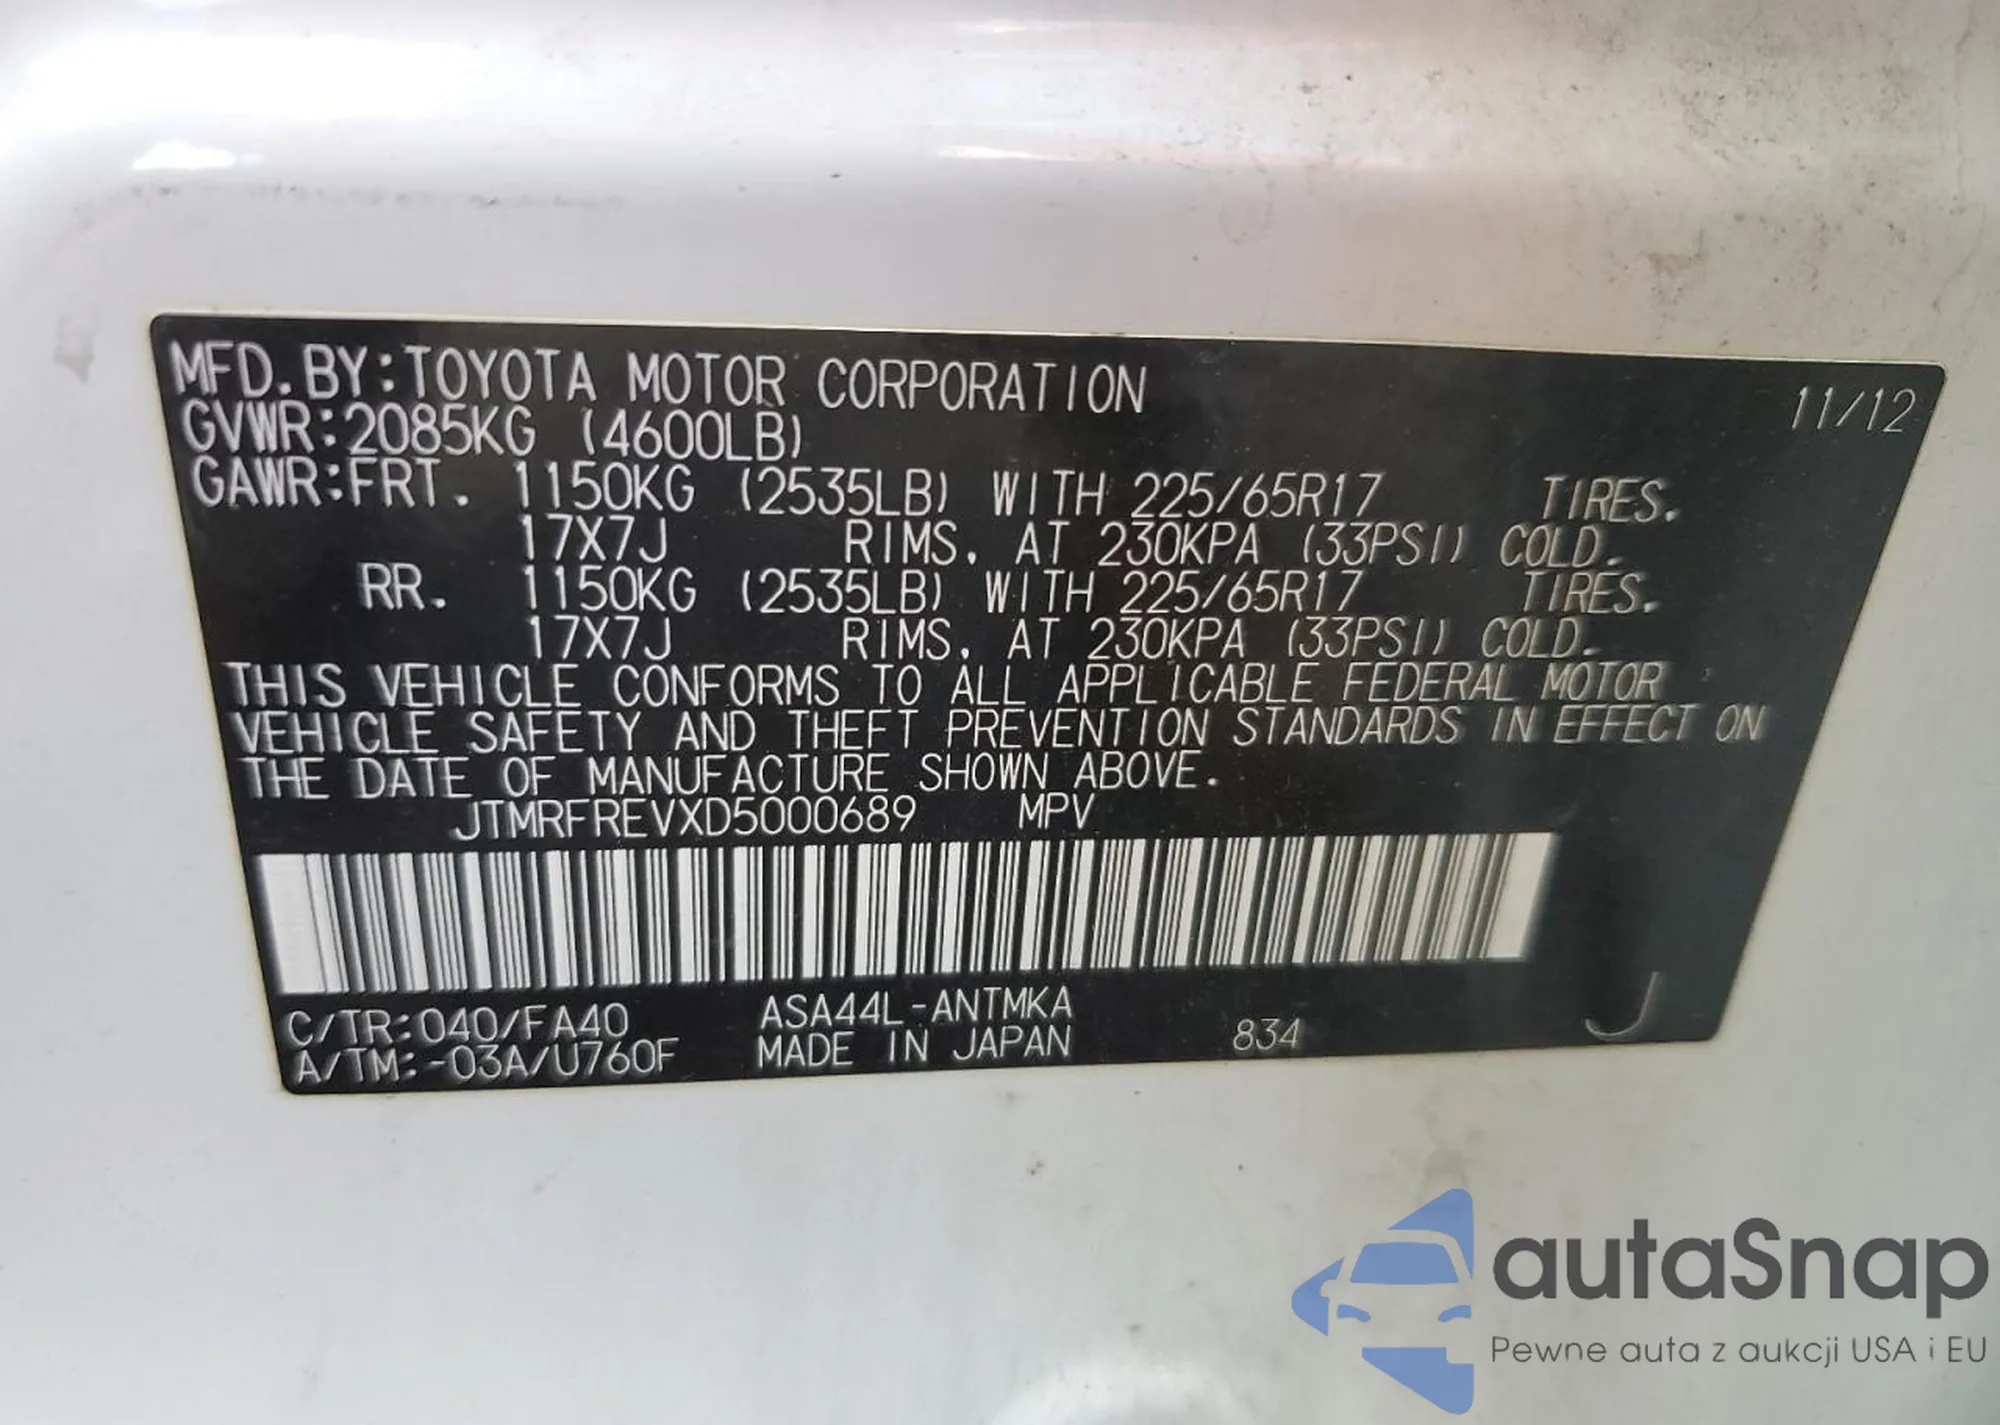 MFD.BY:TOYOTA MOTOR CORPORATION 11/12
GVWR:2085KG (4600LB)
GAWR:FRT. 1150KG (2535LB) WITH 225/65R17 TIRES.
17X7J RIMS, AT 230KPA (33PSI) COLD.
RR. 1150KG (2535LB) WITH 225/65R17 TIRES.
17X7J RIMS, AT 230KPA (33PSI) COLD.
THIS VEHICLE CONFORMS TO ALL APPLICABLE FEDERAL MOTOR
VEHICLE SAFETY AND THEFT PREVENTION STANDARDS IN EFFECT ON
THE DATE OF MANUFACTURE SHOWN ABOVE.
JTMRFREVXD5000689 MPV
C/TR:040/FA40 ASA44L-ANTMKA
A/TM:-03A/U760F MADE IN JAPAN 834 J
autaSnap
Pewne auta z aukcji USA i EU